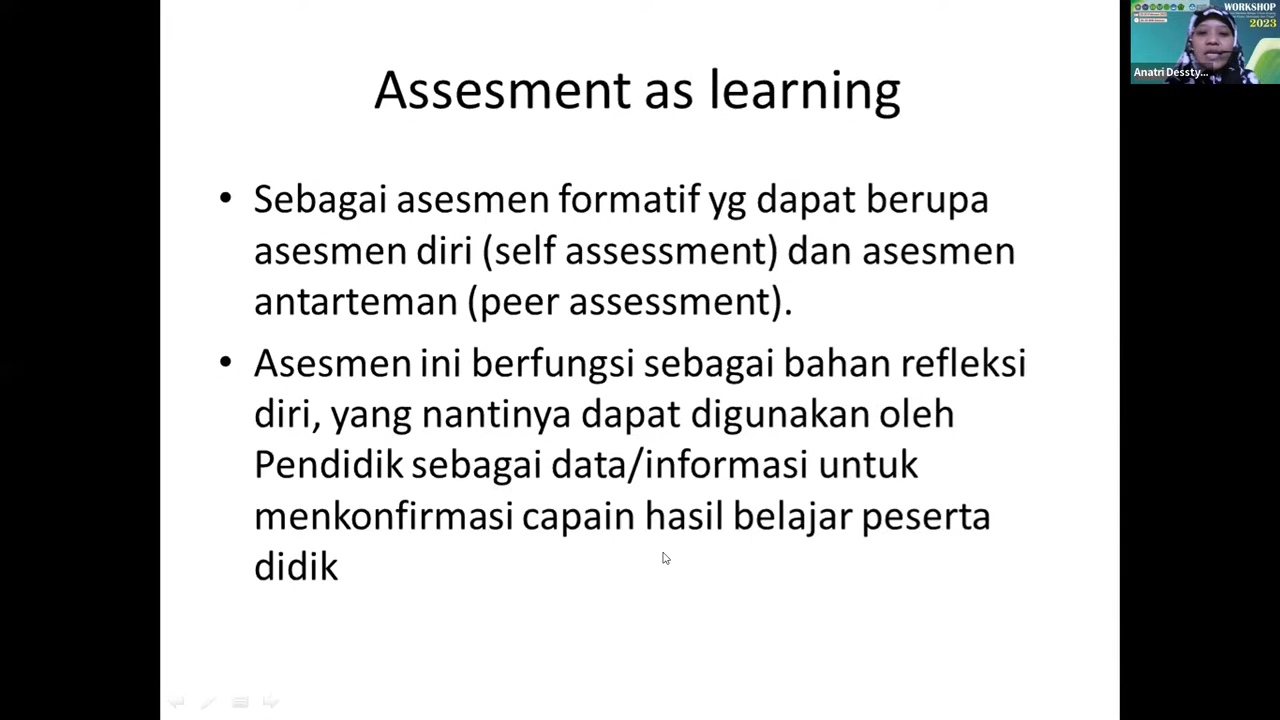 Assesment as learning
• Sebagai asesmen formatif yg dapat berupa
asesmen diri (self assessment) dan asesmen
antarteman (peer assessment).
• Asesmen ini berfungsi sebagai bahan refleksi
diri, yang nantinya dapat digunakan oleh
Pendidik sebagai data/informasi untuk
menkonfirmasi capain hasil belajar peserta
didik
WORKSHOP
2023
Anatri Dessty...